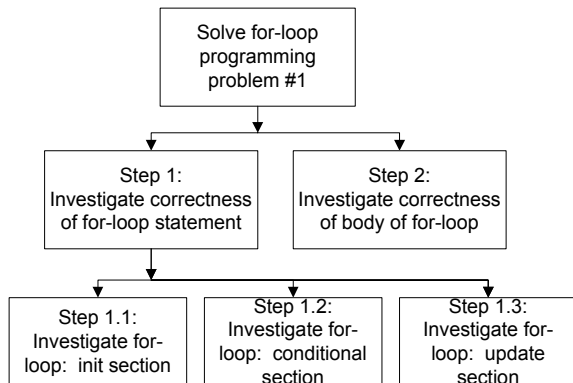 Solve for-loop
programming
problem #1
Step 1:
Investigate correctness
of for-loop statement
Step 2:
Investigate correctness
of body of for-loop
Step 1.1:
Investigate for-
loop:  init section
Step 1.2:
Investigate for-
loop:  conditional
section
Step 1.3:
Investigate for-
loop:  update
section